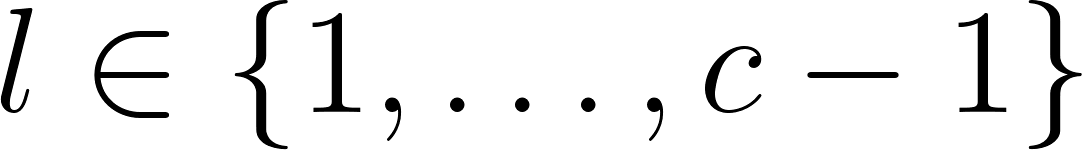 l ∈ {1, . . . , c − 1}